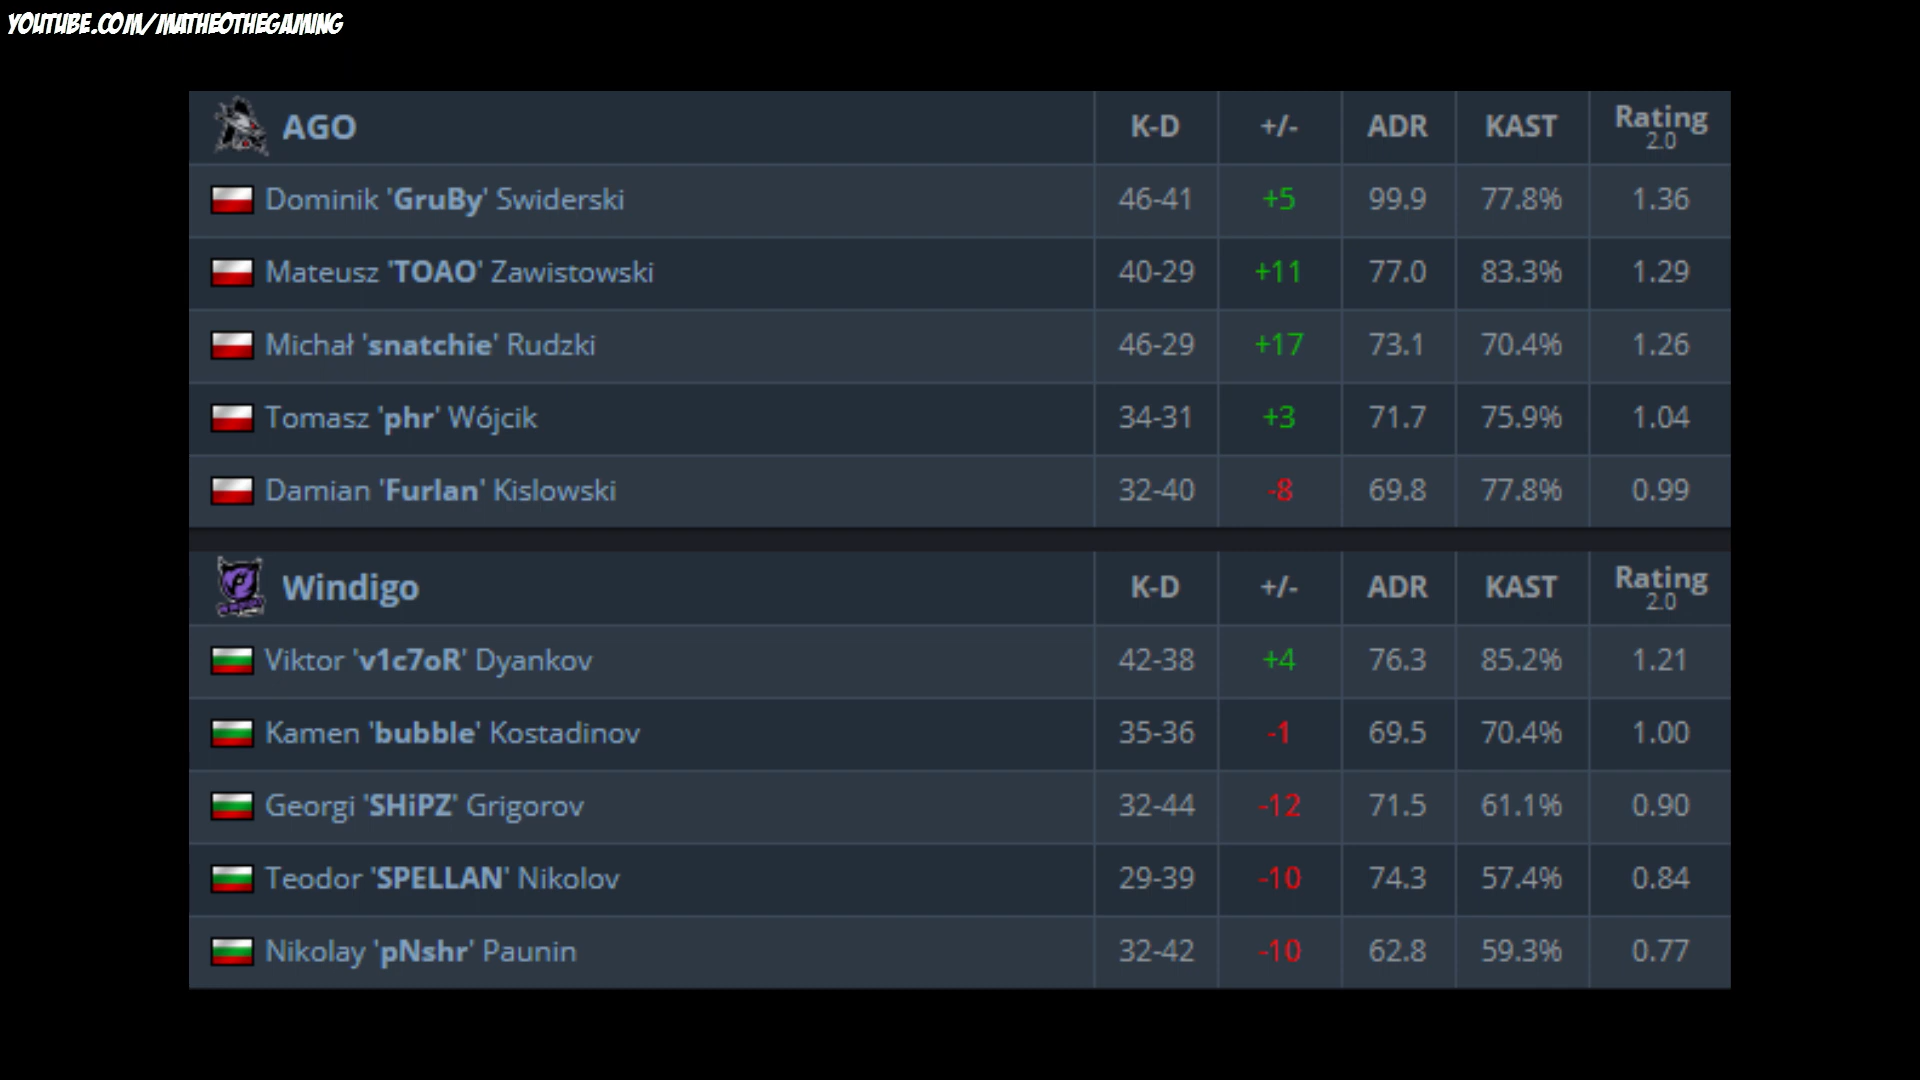 YOUTUBE.COM/MATHEOTHEGAMING
AGO K-D +/- ADR KAST Rating 2.0
Dominik 'GruBy' Swiderski 46-41 +5 99.9 77.8% 1.36
Mateusz 'TOAO' Zawistowski 40-29 +11 77.0 83.3% 1.29
Michał 'snatchie' Rudzki 46-29 +17 73.1 70.4% 1.26
Tomasz 'phr' Wójcik 34-31 +3 71.7 75.9% 1.04
Damian 'Furlan' Kislowski 32-40 -8 69.8 77.8% 0.99
Windigo K-D +/- ADR KAST Rating 2.0
Viktor 'v1c7oR' Dyankov 42-38 +4 76.3 85.2% 1.21
Kamen 'bubble' Kostadinov 35-36 -1 69.5 70.4% 1.00
Georgi 'SHiPZ' Grigorov 32-44 -12 71.5 61.1% 0.90
Teodor 'SPELLAN' Nikolov 29-39 -10 74.3 57.4% 0.84
Nikolay 'pNshr' Paunin 32-42 -10 62.8 59.3% 0.77